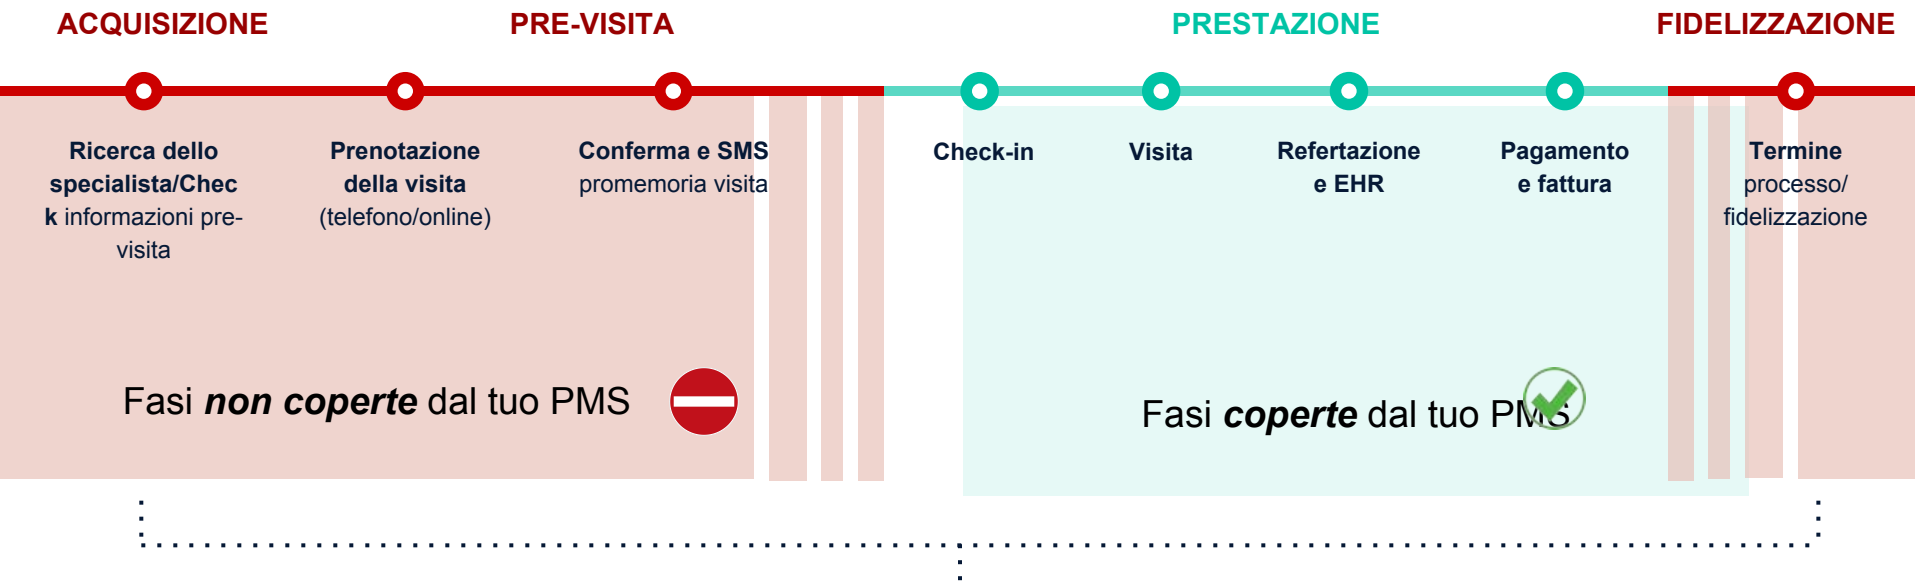 ACQUISIZIONE
PRE-VISITA
PRESTAZIONE
FIDELIZZAZIONE
Ricerca dello
specialista/Chec
k informazioni pre-
visita
Prenotazione
della visita
(telefono/online)
Conferma e SMS
promemoria visita
Check-in
Visita
Refertazione
e EHR
Pagamento
e fattura
Termine
processo/
fidelizzazione
Fasi non coperte dal tuo PMS
Fasi coperte dal tuo PMS